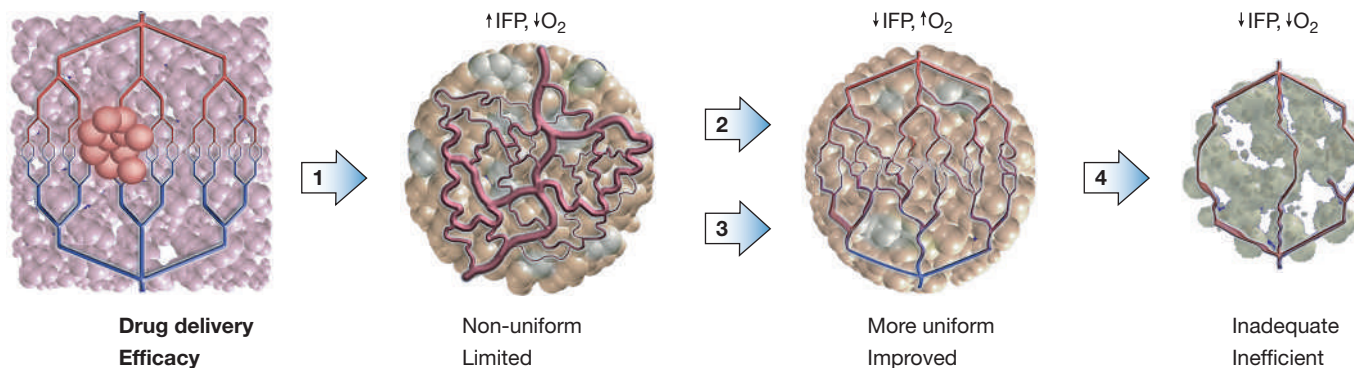 ↑IFP, ↓O₂
↓IFP, ↑O₂
↓IFP, ↓O₂
1
2
3
4
Drug delivery Non-uniform More uniform Inadequate
Efficacy Limited Improved Inefficient